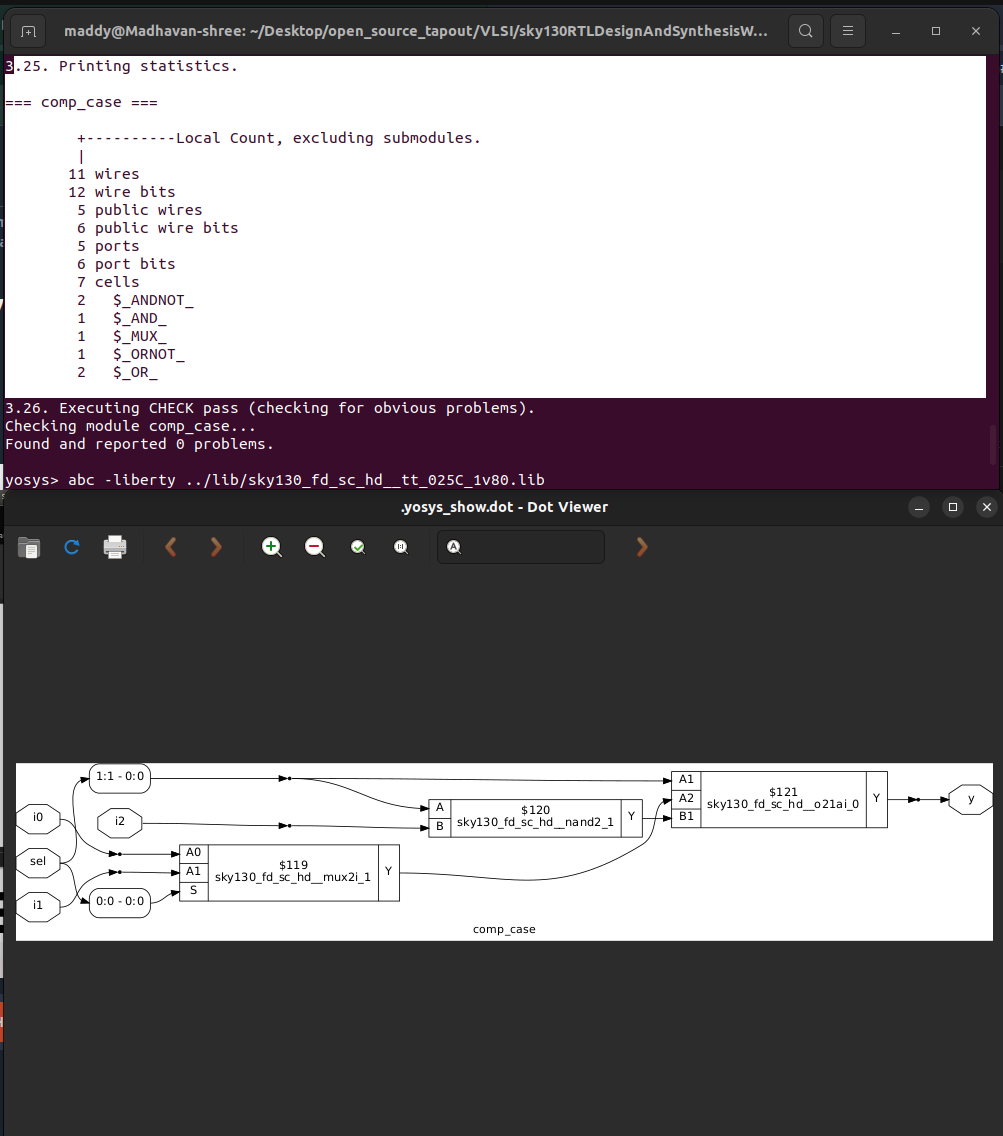 maddy@Madhavan-shree: ~/Desktop/open_source_tapout/VLSI/sky130RTLDesignAndSynthesisW...
3.25. Printing statistics.
=== comp_case ===
+----------Local Count, excluding submodules.
|
11 wires
12 wire bits
5 public wires
6 public wire bits
5 ports
6 port bits
7 cells
2   $_ANDNOT_
1   $_AND_
1   $_MUX_
1   $_ORNOT_
2   $_OR_
3.26. Executing CHECK pass (checking for obvious problems).
Checking module comp_case...
Found and reported 0 problems.
yosys> abc -liberty ../lib/sky130_fd_sc_hd__tt_025C_1v80.lib
.yosys_show.dot - Dot Viewer
1:1 - 0:0
i0
i2
sel
i1
0:0 - 0:0
A0
A1
S
$119
sky130_fd_sc_hd__mux2i_1
Y
A
B
$120
sky130_fd_sc_hd__nand2_1
Y
A1
A2
B1
$121
sky130_fd_sc_hd__o21ai_0
Y
y
comp_case